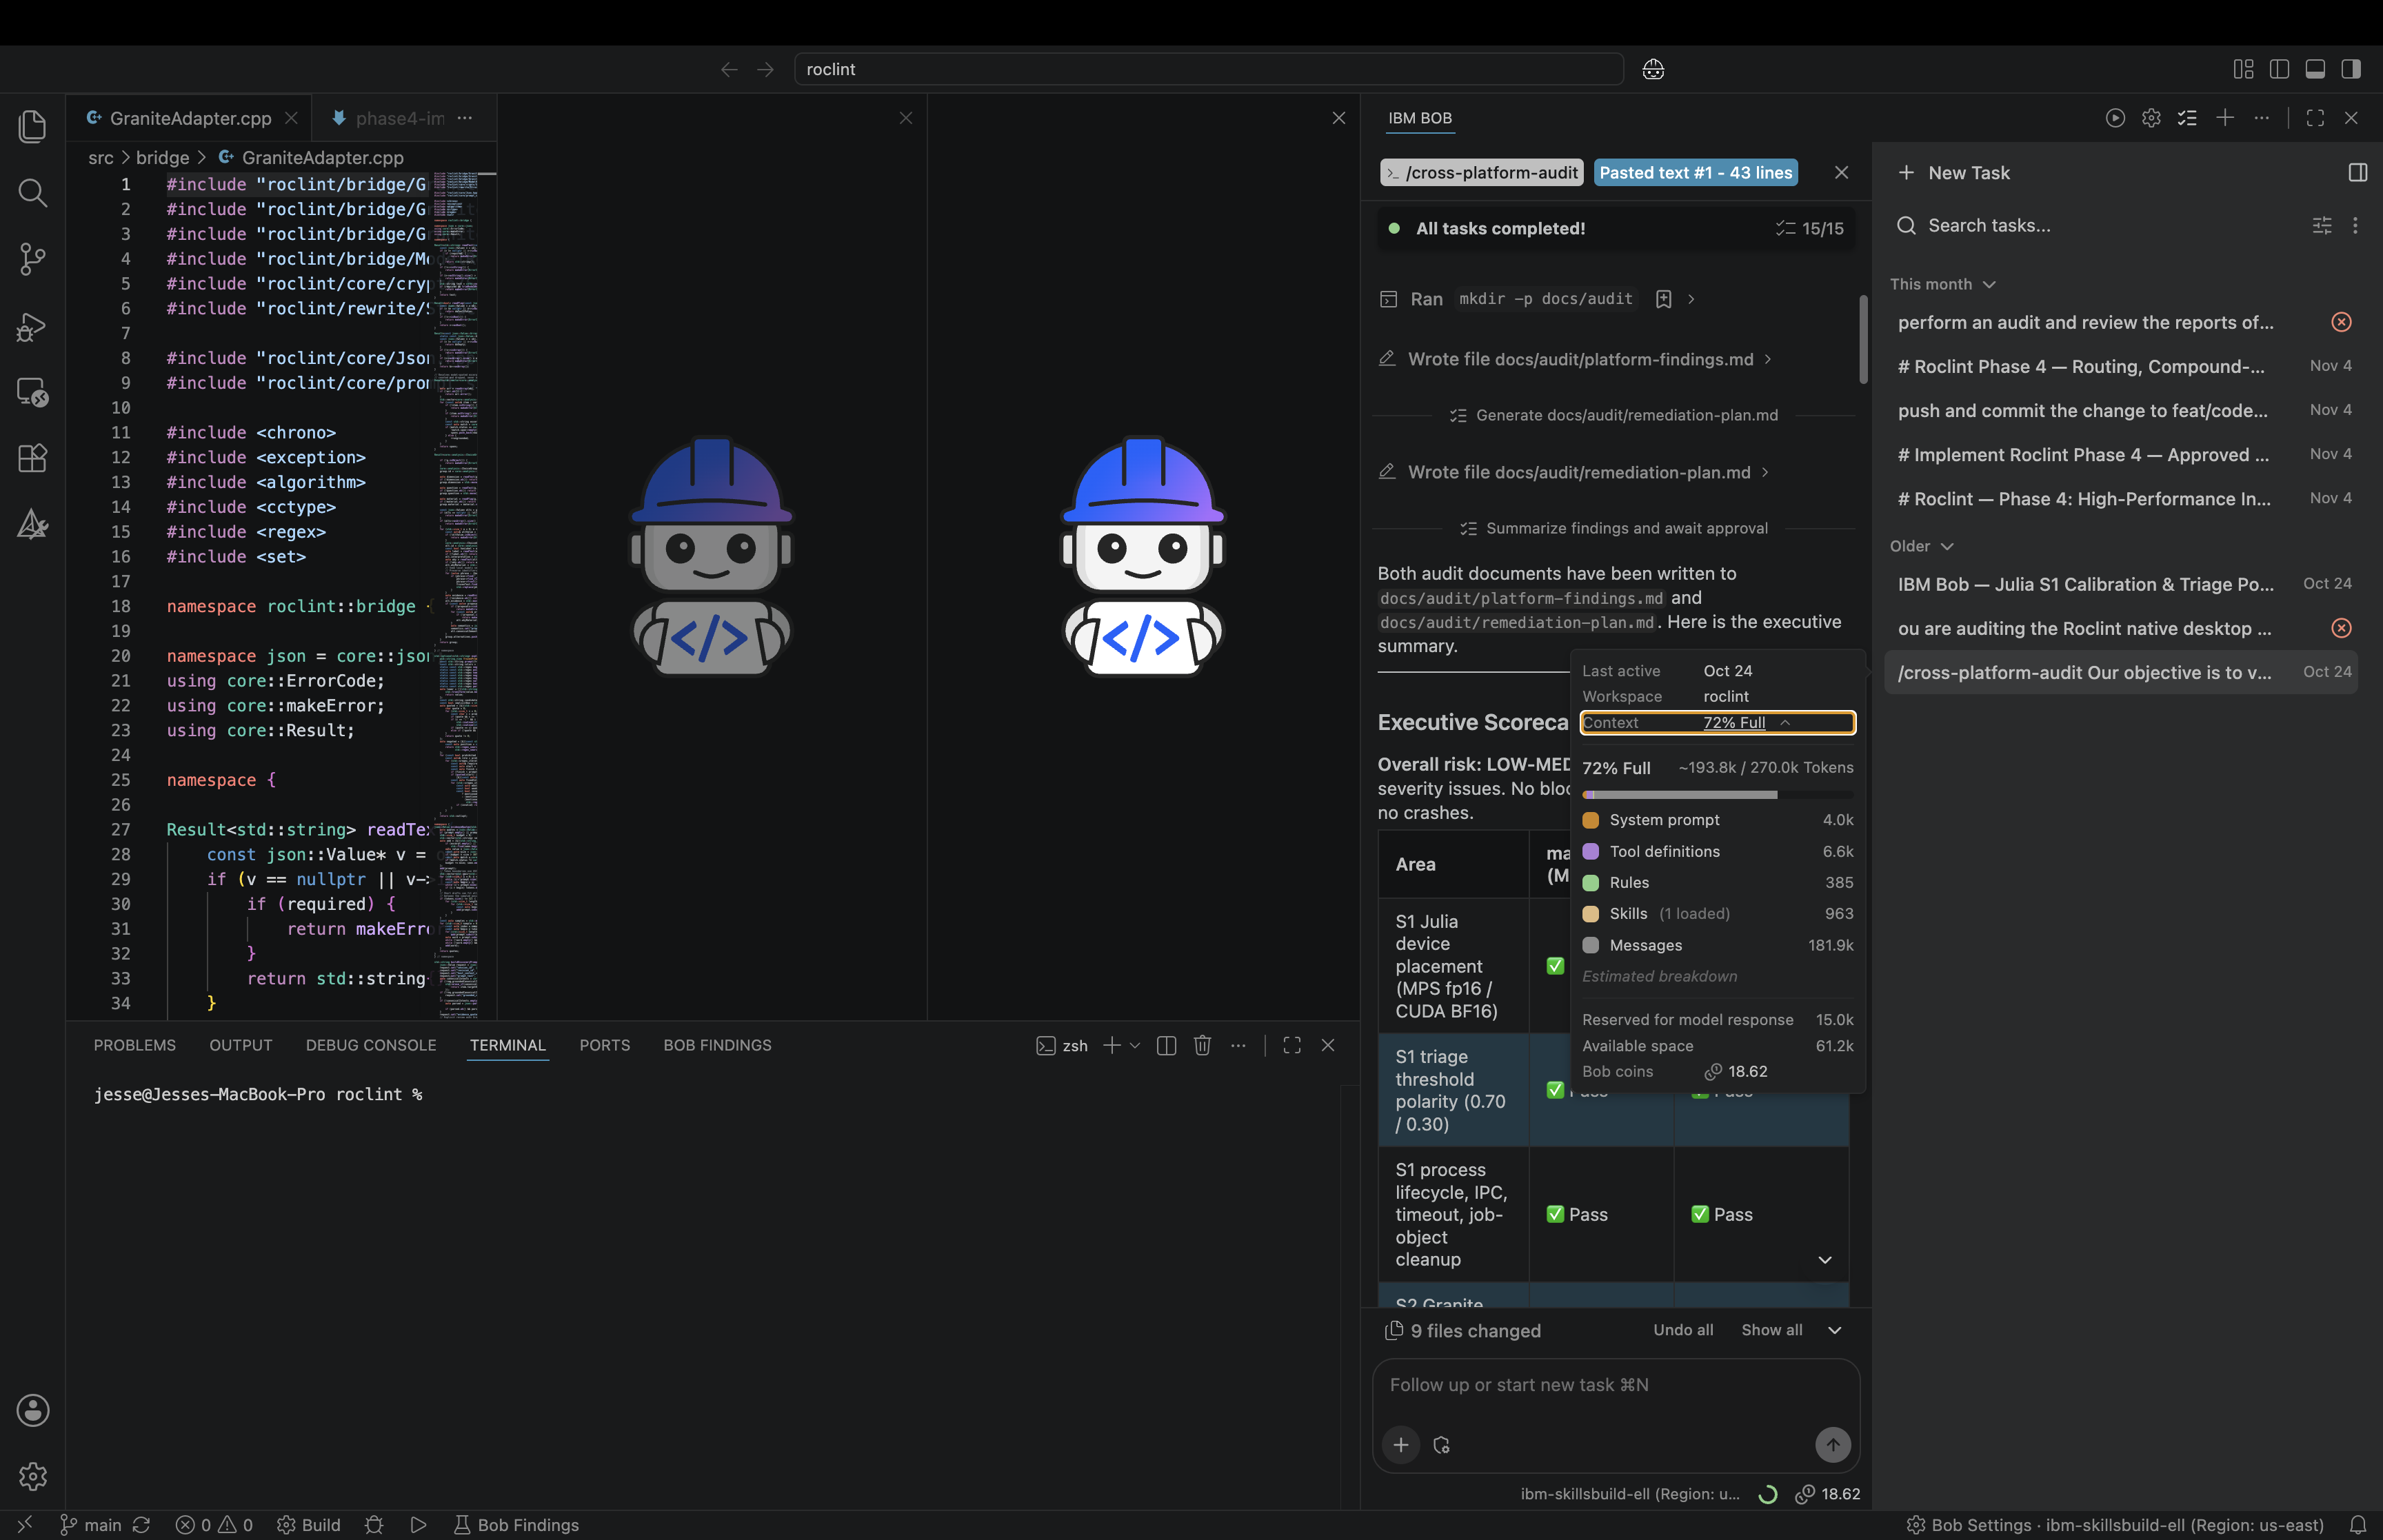 roclint
GraniteAdapter.cpp
phase4-im
src > bridge > GraniteAdapter.cpp
1 #include "roclint/bridge/G
2 #include "roclint/bridge/G
3 #include "roclint/bridge/G
4 #include "roclint/bridge/Mo
5 #include "roclint/core/cryp
6 #include "roclint/rewrite/S
7
8 #include "roclint/core/Json
9 #include "roclint/core/prom
10
11 #include <chrono>
12 #include <exception>
13 #include <algorithm>
14 #include <cctype>
15 #include <regex>
16 #include <set>
17
18 namespace roclint::bridge {
19
20 namespace json = core::json
21 using core::ErrorCode;
22 using core::makeError;
23 using core::Result;
24
25 namespace {
26
27 Result<std::string> readTex
28 const json::Value* v =
29 if (v == nullptr || v->
30 if (required) {
31 return makeErro
32 }
33 return std::string
34 }
</> </>
PROBLEMS OUTPUT DEBUG CONSOLE TERMINAL PORTS BOB FINDINGS
zsh
jesse@Jesses-MacBook-Pro roclint %
IBM BOB
/cross-platform-audit Pasted text #1 - 43 lines
All tasks completed! 15/15
Ran mkdir -p docs/audit
Wrote file docs/audit/platform-findings.md
Generate docs/audit/remediation-plan.md
Wrote file docs/audit/remediation-plan.md
Summarize findings and await approval
Both audit documents have been written to
docs/audit/platform-findings.md and
docs/audit/remediation-plan.md. Here is the executive
summary.
Executive Scoreca
Overall risk: LOW-MED
severity issues. No bloc
no crashes.
Area
ma
(M
S1 Julia
device
placement
(MPS fp16 /
CUDA BF16)
S1 triage
threshold
polarity (0.70
/ 0.30)
Pass Pass
S1 process
lifecycle, IPC,
timeout, job-
object
cleanup
Pass Pass
S2 Granite
Last active Oct 24
Workspace roclint
Context 72% Full
72% Full ~193.8k / 270.0k Tokens
System prompt 4.0k
Tool definitions 6.6k
Rules 385
Skills (1 loaded) 963
Messages 181.9k
Estimated breakdown
Reserved for model response 15.0k
Available space 61.2k
Bob coins 18.62
9 files changed Undo all Show all
Follow up or start new task ⌘N
ibm-skillsbuild-ell (Region: u... 18.62
New Task
Search tasks...
This month
perform an audit and review the reports of...
# Roclint Phase 4 — Routing, Compound-... Nov 4
push and commit the change to feat/code... Nov 4
# Implement Roclint Phase 4 — Approved ... Nov 4
# Roclint — Phase 4: High-Performance In... Nov 4
Older
IBM Bob — Julia S1 Calibration & Triage Po... Oct 24
ou are auditing the Roclint native desktop ...
/cross-platform-audit Our objective is to v... Oct 24
main 0 0 Build Bob Findings
Bob Settings · ibm-skillsbuild-ell (Region: us-east)